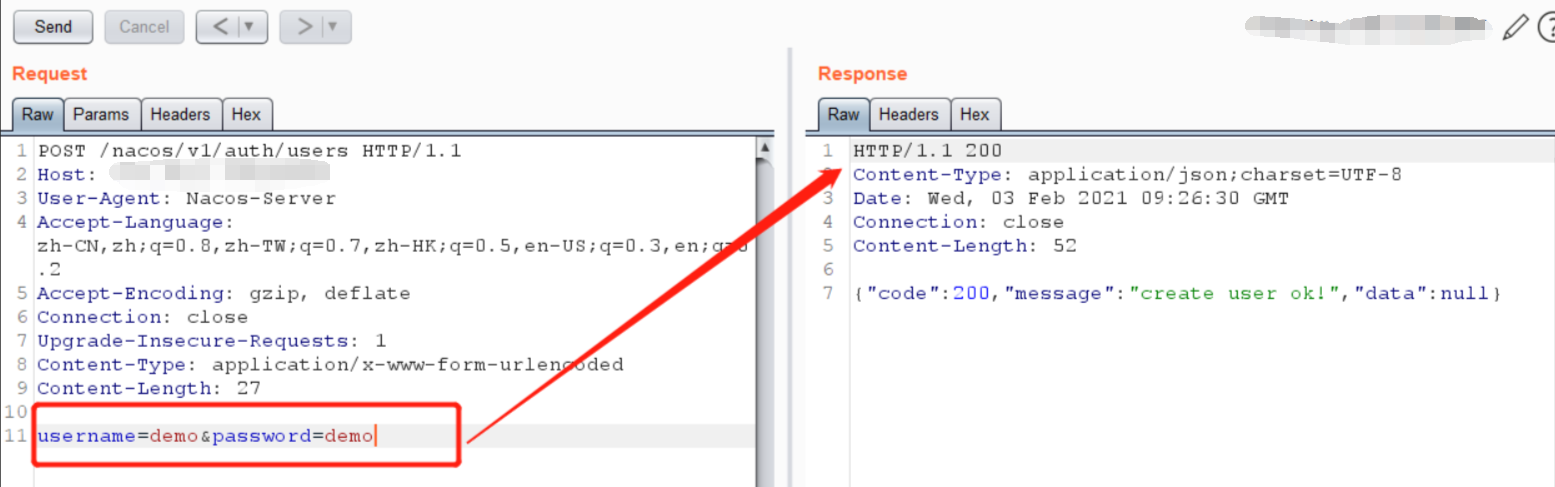 Send
Cancel
<
>
?
Request
Raw
Params
Headers
Hex
1 POST /nacos/v1/auth/users HTTP/1.1
2 Host:
3 User-Agent: Nacos-Server
4 Accept-Language:
zh-CN,zh;q=0.8,zh-TW;q=0.7,zh-HK;q=0.5,en-US;q=0.3,en;q=0
.2
5 Accept-Encoding: gzip, deflate
6 Connection: close
7 Upgrade-Insecure-Requests: 1
8 Content-Type: application/x-www-form-urlencoded
9 Content-Length: 27
10
11 username=demo&password=demo
Response
Raw
Headers
Hex
1 HTTP/1.1 200
Content-Type: application/json;charset=UTF-8
3 Date: Wed, 03 Feb 2021 09:26:30 GMT
4 Connection: close
5 Content-Length: 52
6
7 {"code":200,"message":"create user ok!","data":null}